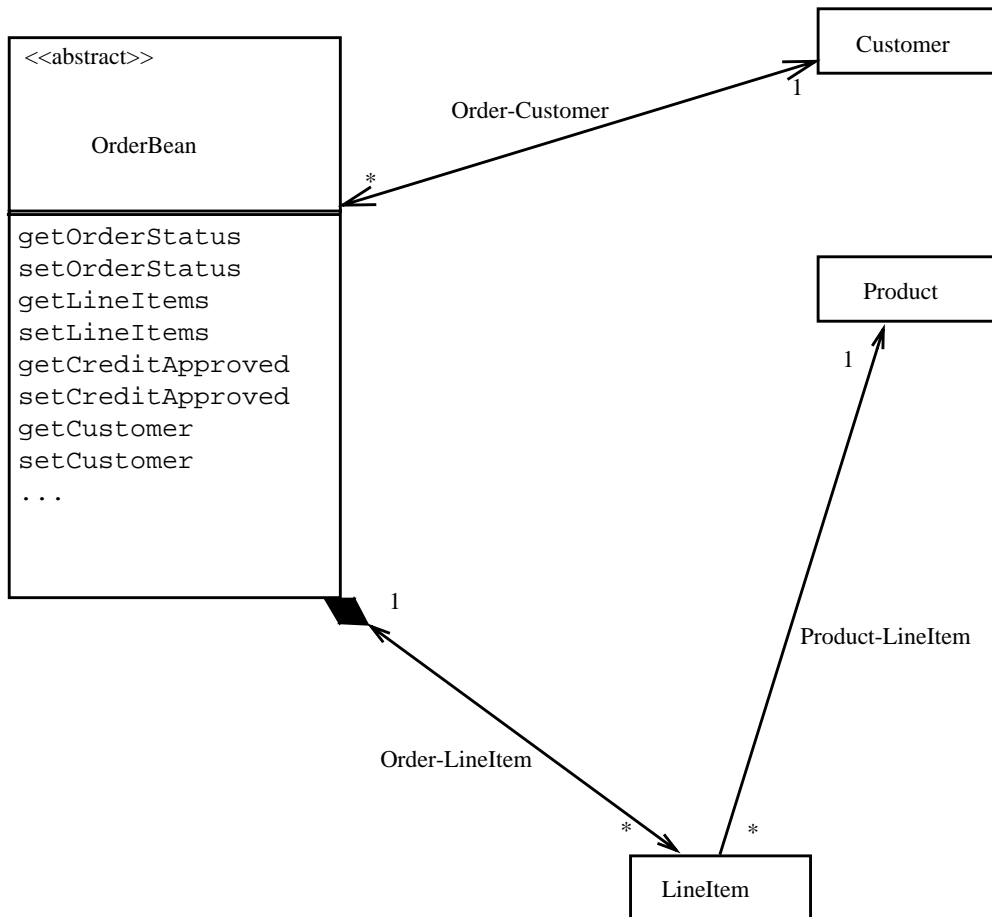 <<abstract>>
OrderBean
getOrderStatus
setOrderStatus
getLineItems
setLineItems
getCreditApproved
setCreditApproved
getCustomer
setCustomer
...
Customer
1
Order-Customer
*
Product
1
Product-LineItem
1
Order-LineItem
*
*
LineItem